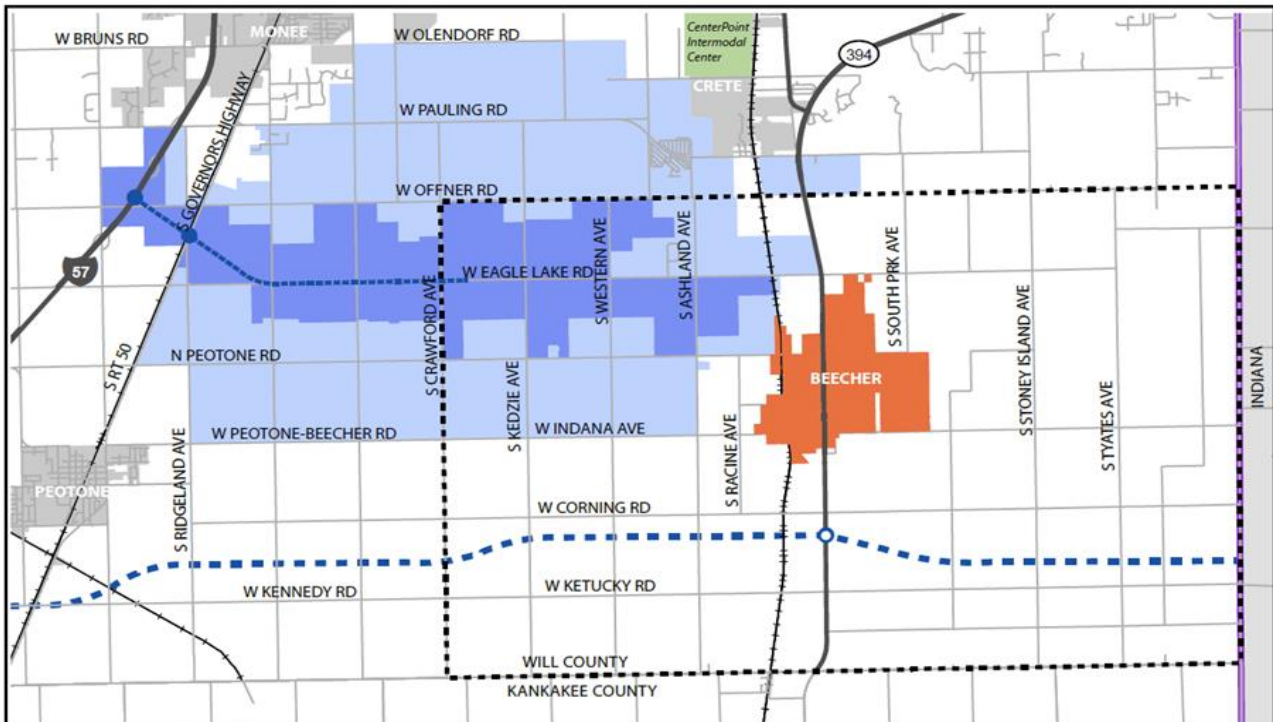 W BRUNS RD
MONEE
W OLENDORF RD
CenterPoint
Intermodal
Center
394
CRETE
W PAULING RD
S GOVERNORS HIGHWAY
W OFFNER RD
57
W EAGLE LAKE RD
S WESTERN AVE
S ASHLAND AVE
S SOUTH PRK AVE
S CRAWFORD AVE
N PEOTONE RD
S RT 50
S KEDZIE AVE
BEECHER
INDIANA
S STONEY ISLAND AVE
S TYATES AVE
W PEOTONE-BEECHER RD
W INDANA AVE
S RACINE AVE
S RIDGELAND AVE
PEOTONE
W CORNING RD
W KENNEDY RD
W KETUCKY RD
WILL COUNTY
KANKAKEE COUNTY